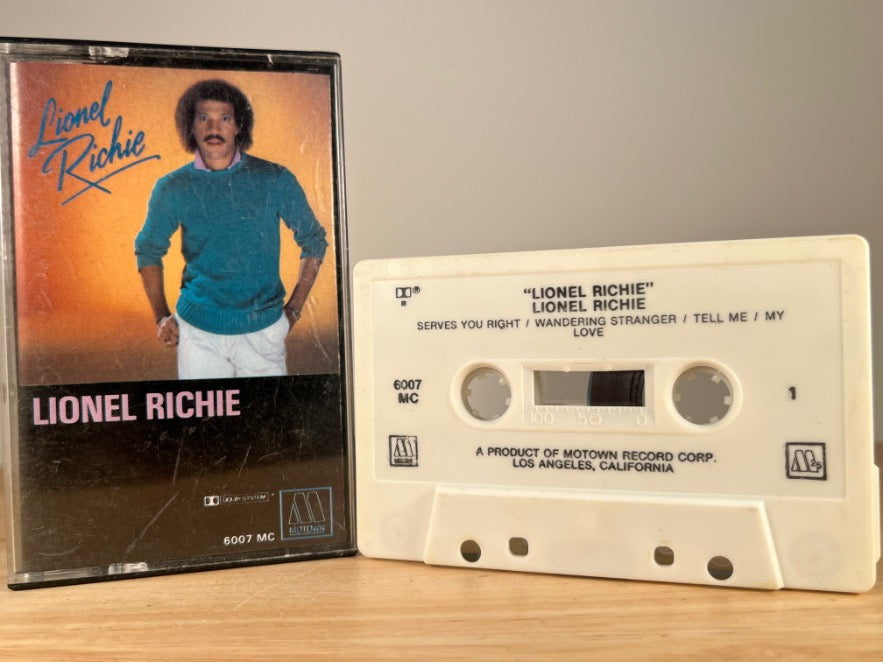 Lionel
Richie
LIONEL RICHIE
DOLBY SYSTEM
MOTOWN
6007 MC
"LIONEL RICHIE"
LIONEL RICHIE
SERVES YOU RIGHT / WANDERING STRANGER / TELL ME / MY
LOVE
6007
MC
1
100 50 0
A PRODUCT OF MOTOWN RECORD CORP.
LOS ANGELES, CALIFORNIA